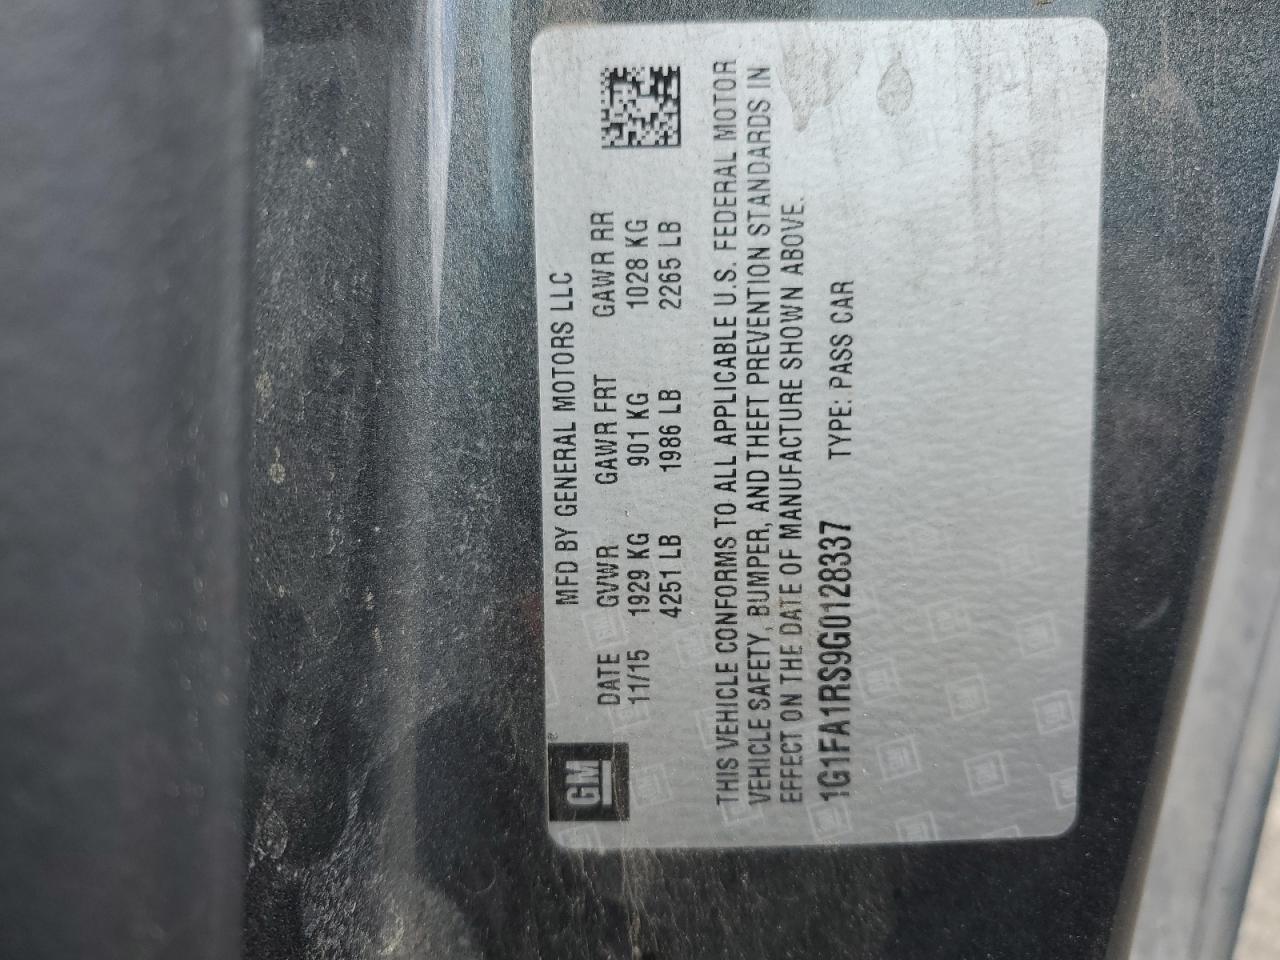 GM
MFD BY GENERAL MOTORS LLC
DATE GVWR GAWR FRT GAWR RR
11/15 1929 KG 901 KG 1028 KG
4251 LB 1986 LB 2265 LB
THIS VEHICLE CONFORMS TO ALL APPLICABLE U.S. FEDERAL MOTOR
VEHICLE SAFETY, BUMPER, AND THEFT PREVENTION STANDARDS IN
EFFECT ON THE DATE OF MANUFACTURE SHOWN ABOVE.
1G1FA1RS9G0128337 TYPE: PASS CAR